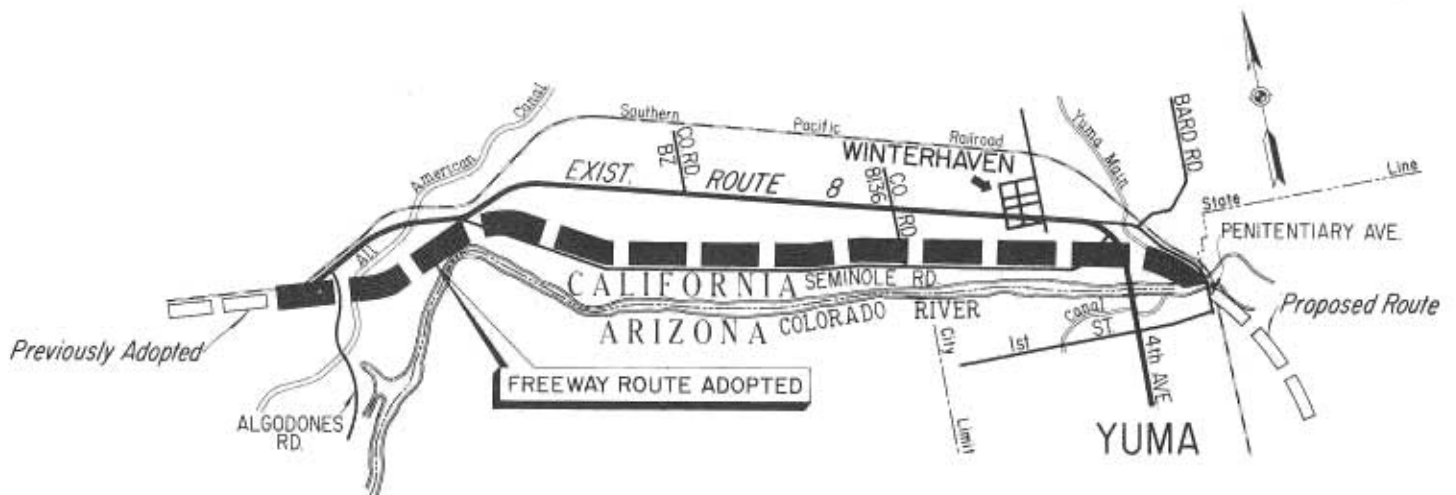 Southern Pacific Railroad
American Canal
All
CO. RD.
BZ
EXIST. ROUTE 8
WINTERHAVEN
CO. RD
8136
Yuma Main
BARD RD
State Line
PENITENTIARY AVE.
CALIFORNIA
SEMINOLE RD.
ARIZONA
COLORADO RIVER
Canal
1st ST.
City Limit
4th AVE
YUMA
Proposed Route
Previously Adopted
FREEWAY ROUTE ADOPTED
ALGODONES
RD.